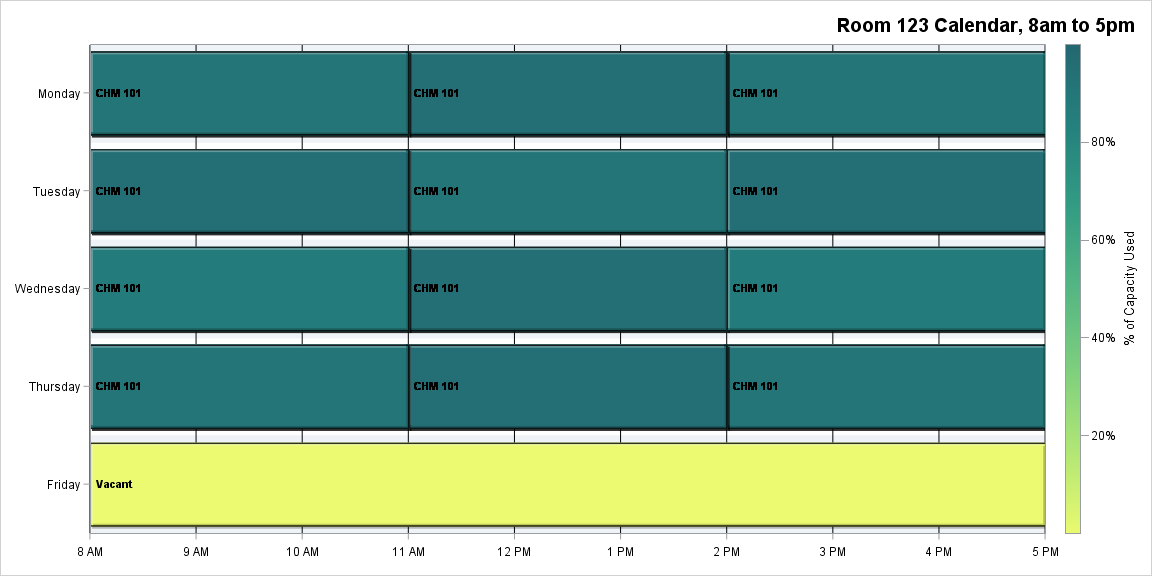 Room 123 Calendar, 8am to 5pm
Monday
CHM 101
CHM 101
CHM 101
Tuesday
CHM 101
CHM 101
CHM 101
Wednesday
CHM 101
CHM 101
CHM 101
Thursday
CHM 101
CHM 101
CHM 101
Friday
Vacant
8 AM
9 AM
10 AM
11 AM
12 PM
1 PM
2 PM
3 PM
4 PM
5 PM
80%
60%
40%
20%
% of Capacity Used